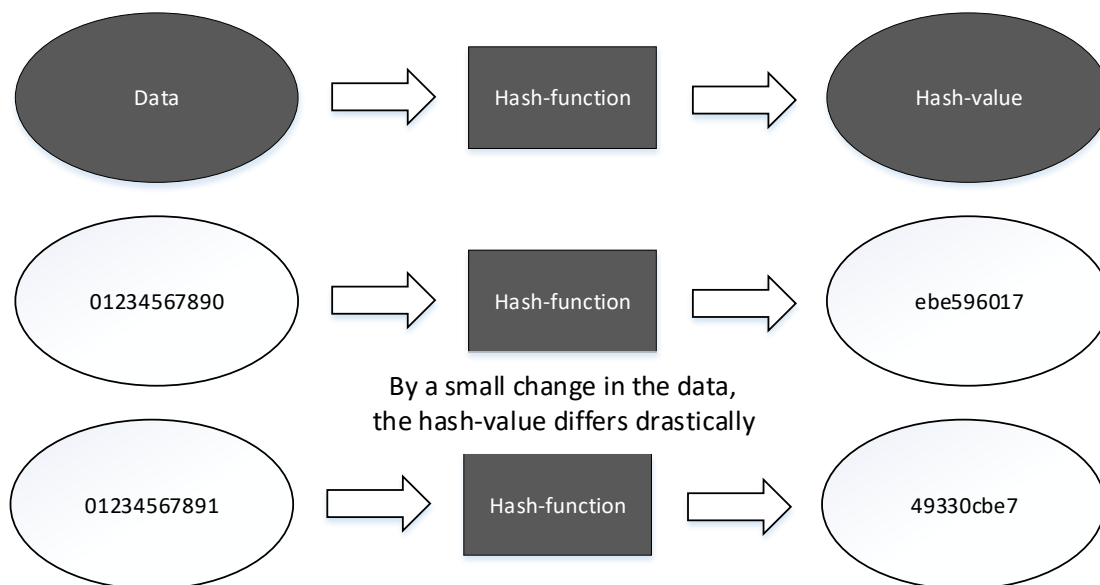 Data
Hash-function
Hash-value
01234567890
Hash-function
ebe596017
By a small change in the data,
the hash-value differs drastically
01234567891
Hash-function
49330cbe7